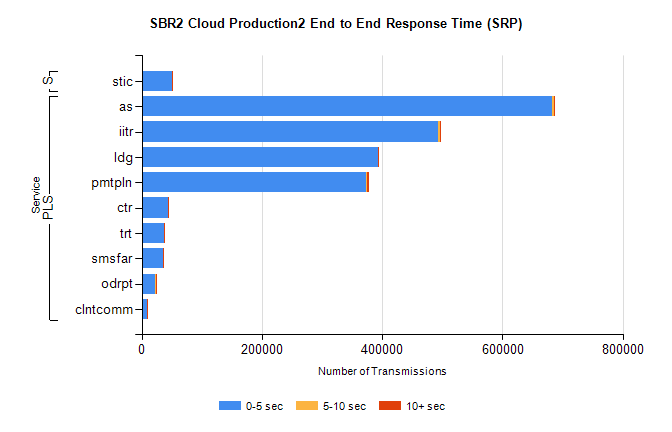 SBR2 Cloud Production2 End to End Response Time (SRP)
S
stic
as
iitr
ldg
pmtpln
ctr
trt
smsfar
odrpt
clntcomm
Service
PLS
0 200000 400000 600000 800000
Number of Transmissions
0-5 sec 5-10 sec 10+ sec